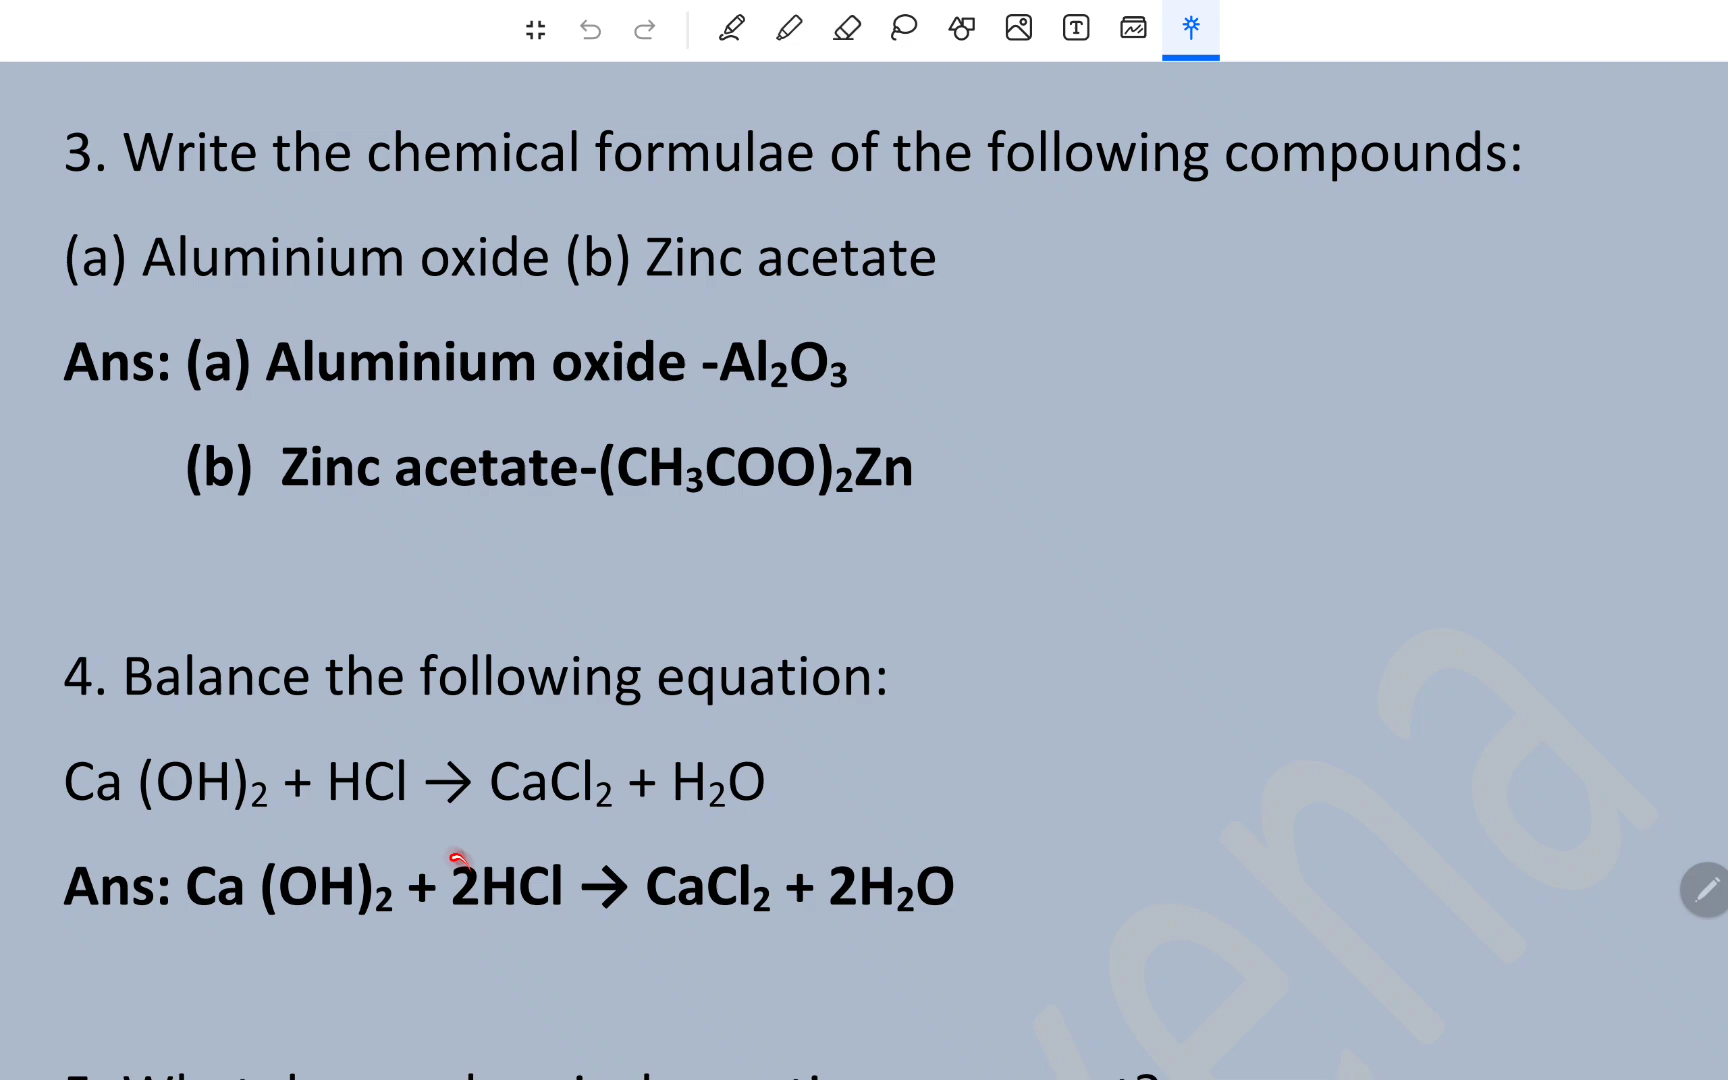 3. Write the chemical formulae of the following compounds:
(a) Aluminium oxide (b) Zinc acetate
Ans: (a) Aluminium oxide -Al₂O₃
(b) Zinc acetate-(CH₃COO)₂Zn
4. Balance the following equation:
Ca (OH)₂ + HCl → CaCl₂ + H₂O
Ans: Ca (OH)₂ + 2HCl → CaCl₂ + 2H₂O